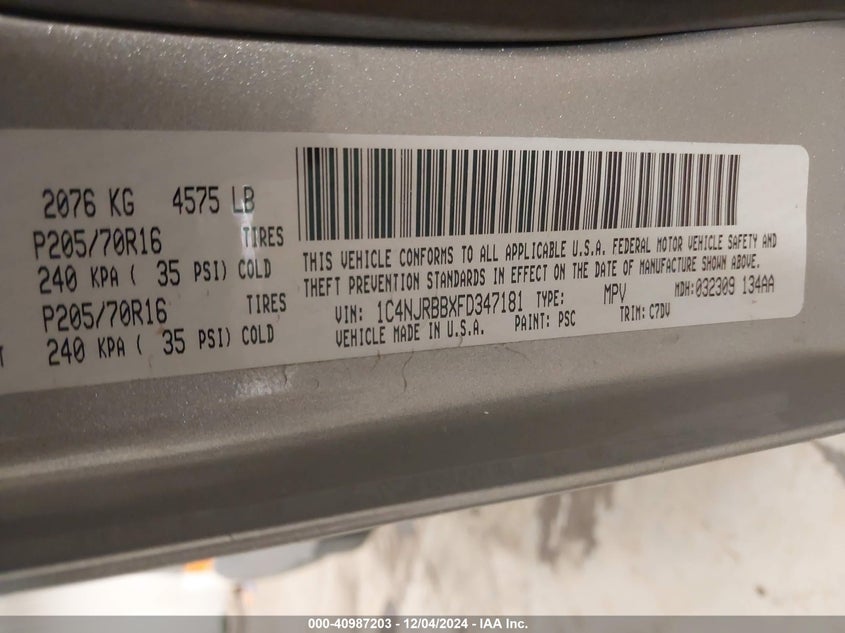 2076 KG 4575 LB
P205/70R16 TIRES
240 KPA ( 35 PSI) COLD
P205/70R16 TIRES
240 KPA ( 35 PSI) COLD
THIS VEHICLE CONFORMS TO ALL APPLICABLE U.S.A. FEDERAL MOTOR VEHICLE SAFETY AND
THEFT PREVENTION STANDARDS IN EFFECT ON THE DATE OF MANUFACTURE SHOWN ABOVE.
VIN: 1C4NJRBBXFD347181 TYPE: MPV MDH:032309 134AA
VEHICLE MADE IN U.S.A. PAINT: PSC TRIM: C7DV
000-40987203 - 12/04/2024 - IAA Inc.